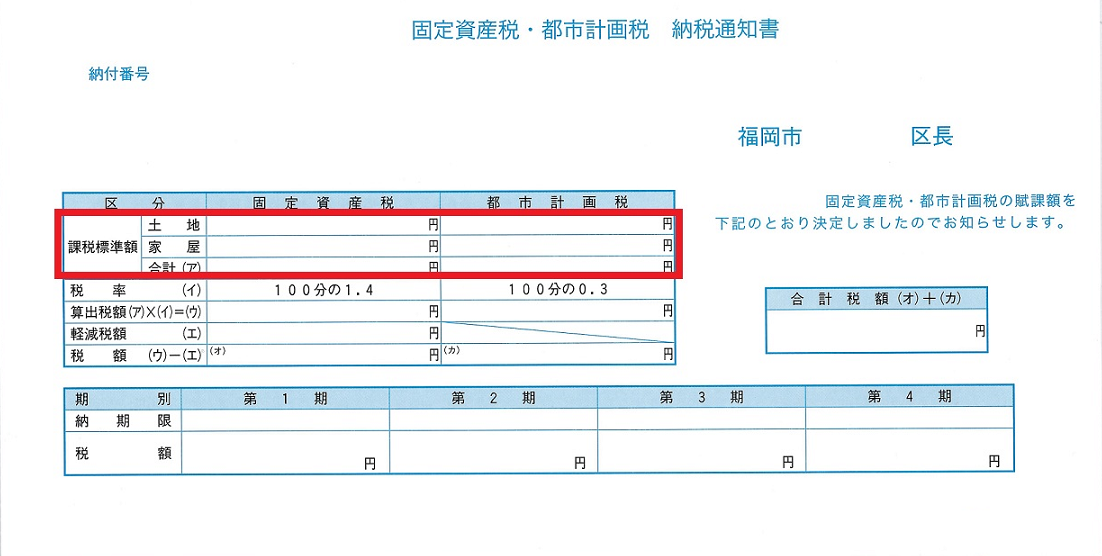 固定資産税・都市計画税　納税通知書
納付番号
福岡市　区長
固定資産税・都市計画税の賦課額を
下記のとおり決定しましたのでお知らせします。
区　分　固　定　資　産　税　都　市　計　画　税
課税標準額　土　地　円　円
家　屋　円　円
合計(ア)　円　円
税　率　(イ)　１００分の１.４　１００分の０.３
算出税額(ア)×(イ)＝(ウ)　円　円
軽減税額　(エ)　円
税　額　(ウ)－(エ)　(オ)　円　(カ)　円
合　計　税　額　(オ)＋(カ)
円
期　別　第　１　期　第　２　期　第　３　期　第　４　期
納　期　限
税　額　円　円　円　円